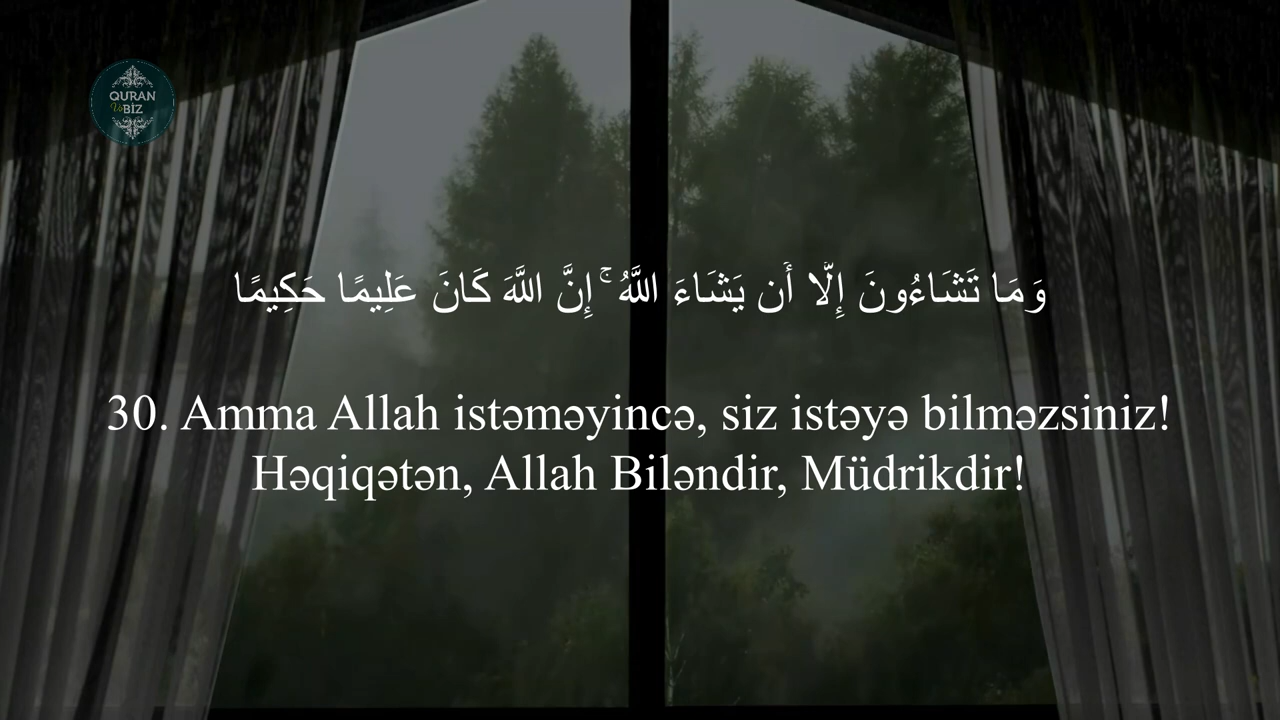 QURAN
Və BİZ
وَمَا تَشَاءُونَ إِلَّا أَن يَشَاءَ اللَّهُ ۚ إِنَّ اللَّهَ كَانَ عَلِيمًا حَكِيمًا
30. Amma Allah istəməyincə, siz istəyə bilməzsiniz!
Həqiqətən, Allah Biləndir, Müdrikdir!